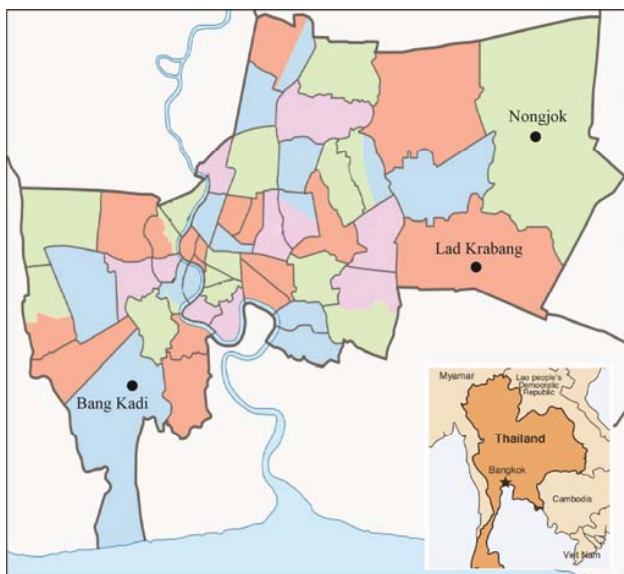 Nongjok
Lad Krabang
Bang Kadi
Myanmar
Lao people's
Democratic
Republic
Thailand
Bangkok
Cambodia
Viet Nam